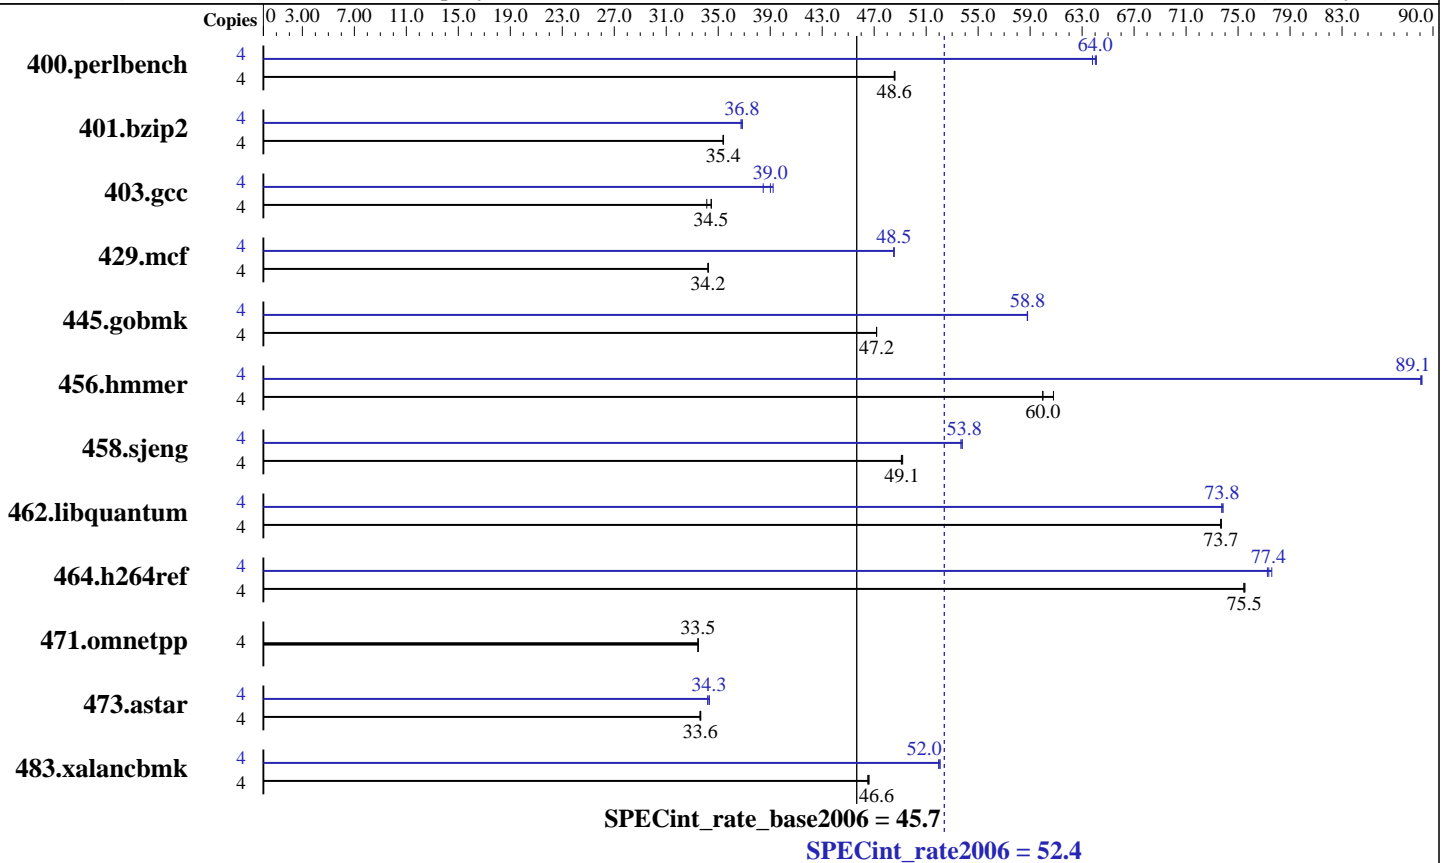 Copies 0 3.00 7.00 11.0 15.0 19.0 23.0 27.0 31.0 35.0 39.0 43.0 47.0 51.0 55.0 59.0 63.0 67.0 71.0 75.0 79.0 83.0 90.0
400.perlbench 4 64.0
4 48.6
401.bzip2 4 36.8
4 35.4
403.gcc 4 39.0
4 34.5
429.mcf 4 48.5
4 34.2
445.gobmk 4 58.8
4 47.2
456.hmmer 4 89.1
4 60.0
458.sjeng 4 53.8
4 49.1
462.libquantum 4 73.8
4 73.7
464.h264ref 4 77.4
4 75.5
471.omnetpp 4 33.5
473.astar 4 34.3
4 33.6
483.xalancbmk 4 52.0
4 46.6
SPECint_rate_base2006 = 45.7
SPECint_rate2006 = 52.4